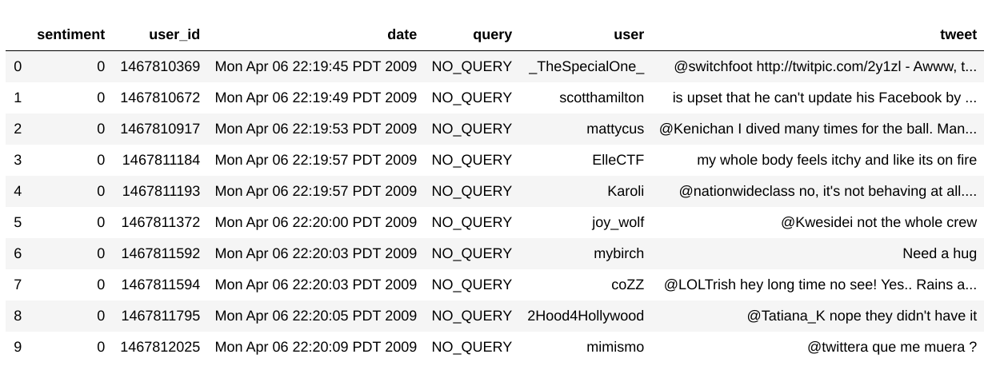 sentiment user_id date query user tweet
0 0 1467810369 Mon Apr 06 22:19:45 PDT 2009 NO_QUERY _TheSpecialOne_ @switchfoot http://twitpic.com/2y1zl - Awww, t...
1 0 1467810672 Mon Apr 06 22:19:49 PDT 2009 NO_QUERY scotthamilton is upset that he can't update his Facebook by ...
2 0 1467810917 Mon Apr 06 22:19:53 PDT 2009 NO_QUERY mattycus @Kenichan I dived many times for the ball. Man...
3 0 1467811184 Mon Apr 06 22:19:57 PDT 2009 NO_QUERY ElleCTF my whole body feels itchy and like its on fire
4 0 1467811193 Mon Apr 06 22:19:57 PDT 2009 NO_QUERY Karoli @nationwideclass no, it's not behaving at all....
5 0 1467811372 Mon Apr 06 22:20:00 PDT 2009 NO_QUERY joy_wolf @Kwesidei not the whole crew
6 0 1467811592 Mon Apr 06 22:20:03 PDT 2009 NO_QUERY mybirch Need a hug
7 0 1467811594 Mon Apr 06 22:20:03 PDT 2009 NO_QUERY coZZ @LOLTrish hey long time no see! Yes.. Rains a...
8 0 1467811795 Mon Apr 06 22:20:05 PDT 2009 NO_QUERY 2Hood4Hollywood @Tatiana_K nope they didn't have it
9 0 1467812025 Mon Apr 06 22:20:09 PDT 2009 NO_QUERY mimismo @twittera que me muera ?